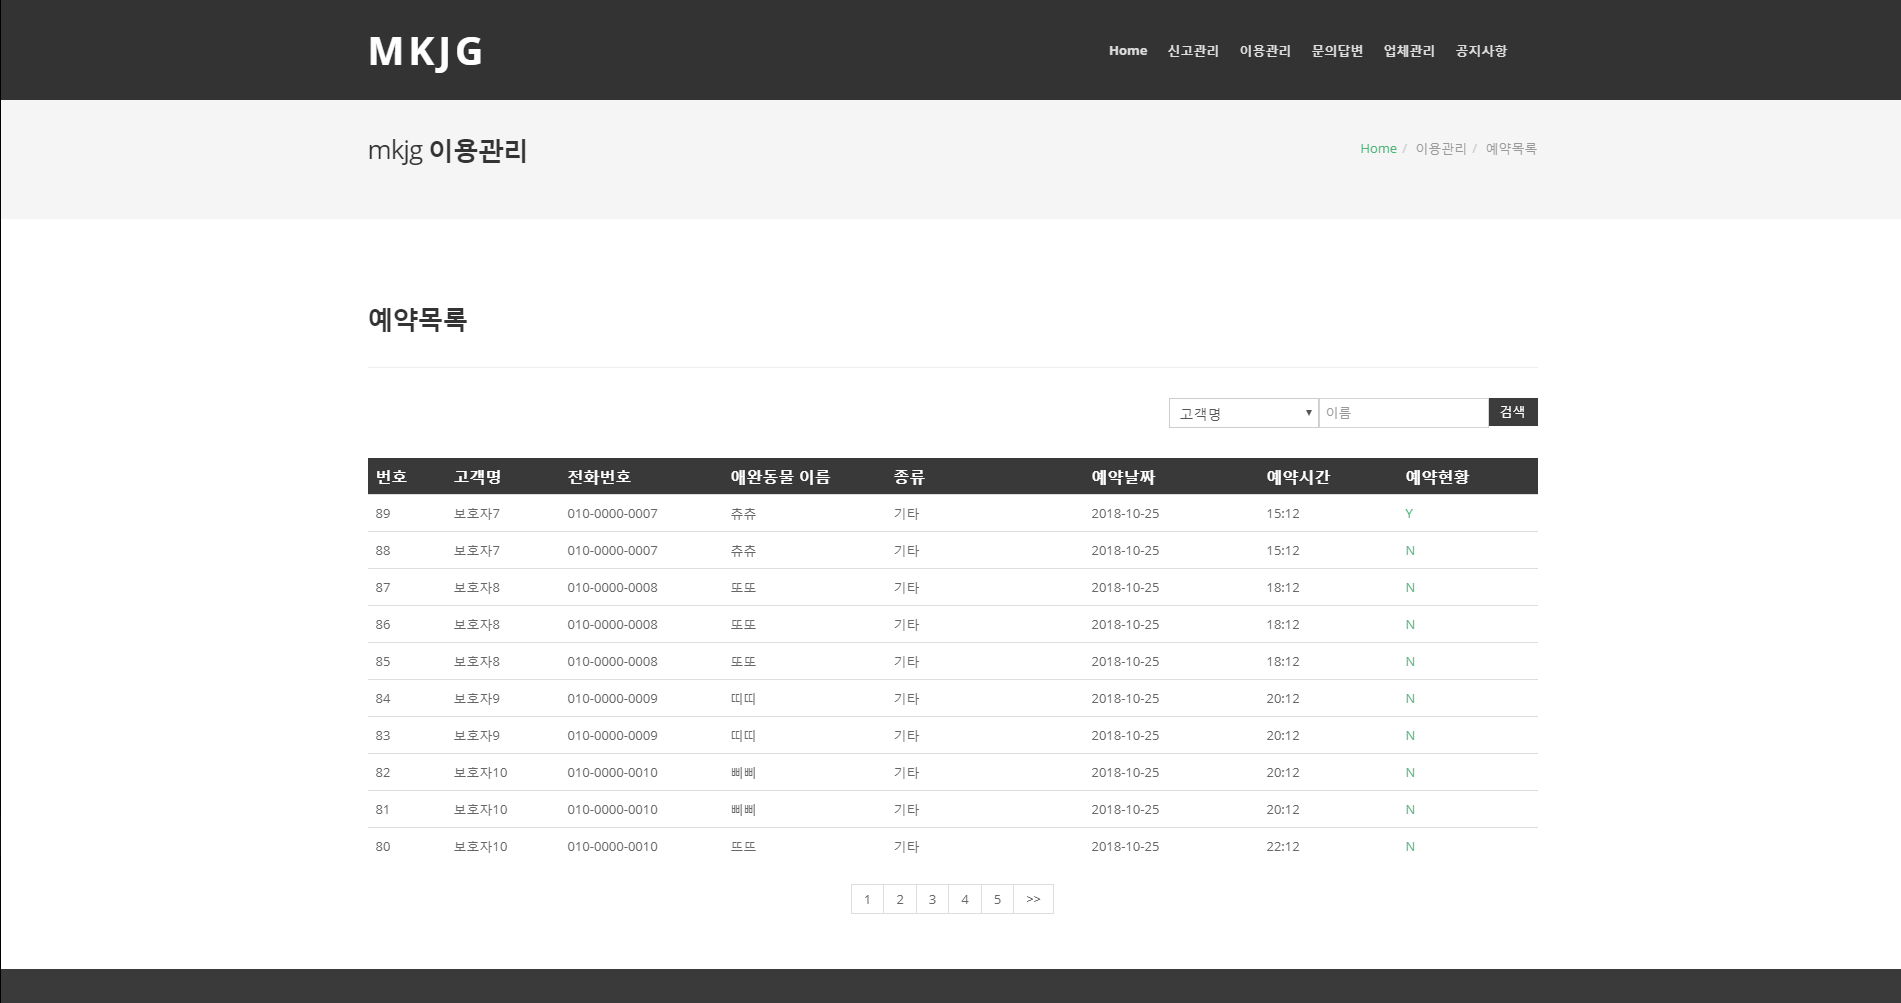 MKJG
Home 신고관리 이용관리 문의답변 업체관리 공지사항
mkjg 이용관리
Home / 이용관리 / 예약목록
예약목록
고객명 ▾ 이름 검색
번호 고객명 전화번호 애완동물 이름 종류 예약날짜 예약시간 예약현황
89 보호자7 010-0000-0007 츄츄 기타 2018-10-25 15:12 Y
88 보호자7 010-0000-0007 츄츄 기타 2018-10-25 15:12 N
87 보호자8 010-0000-0008 또또 기타 2018-10-25 18:12 N
86 보호자8 010-0000-0008 또또 기타 2018-10-25 18:12 N
85 보호자8 010-0000-0008 또또 기타 2018-10-25 18:12 N
84 보호자9 010-0000-0009 띠띠 기타 2018-10-25 20:12 N
83 보호자9 010-0000-0009 띠띠 기타 2018-10-25 20:12 N
82 보호자10 010-0000-0010 삐삐 기타 2018-10-25 20:12 N
81 보호자10 010-0000-0010 삐삐 기타 2018-10-25 20:12 N
80 보호자10 010-0000-0010 뜨뜨 기타 2018-10-25 22:12 N
1 2 3 4 5 >>